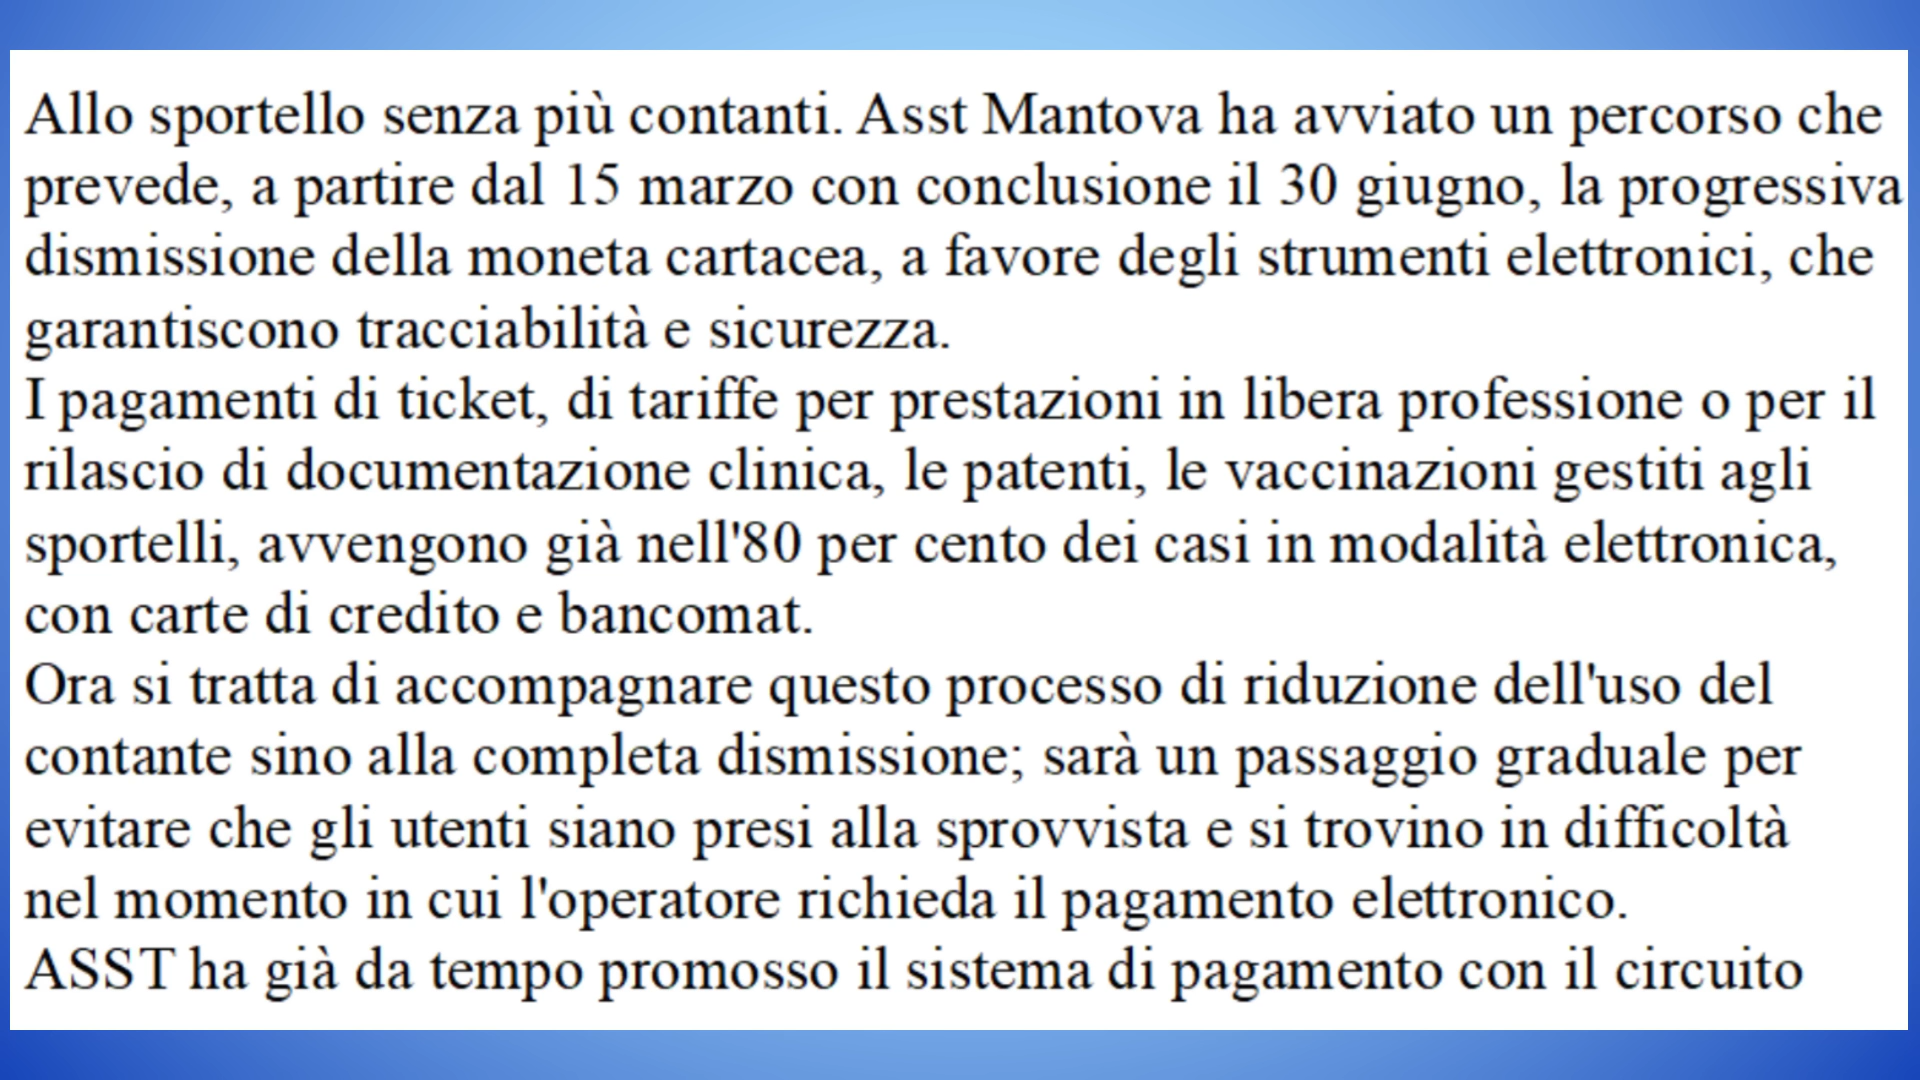 Allo sportello senza più contanti. Asst Mantova ha avviato un percorso che
prevede, a partire dal 15 marzo con conclusione il 30 giugno, la progressiva
dismissione della moneta cartacea, a favore degli strumenti elettronici, che
garantiscono tracciabilità e sicurezza.
I pagamenti di ticket, di tariffe per prestazioni in libera professione o per il
rilascio di documentazione clinica, le patenti, le vaccinazioni gestiti agli
sportelli, avvengono già nell'80 per cento dei casi in modalità elettronica,
con carte di credito e bancomat.
Ora si tratta di accompagnare questo processo di riduzione dell'uso del
contante sino alla completa dismissione; sarà un passaggio graduale per
evitare che gli utenti siano presi alla sprovvista e si trovino in difficoltà
nel momento in cui l'operatore richieda il pagamento elettronico.
ASST ha già da tempo promosso il sistema di pagamento con il circuito